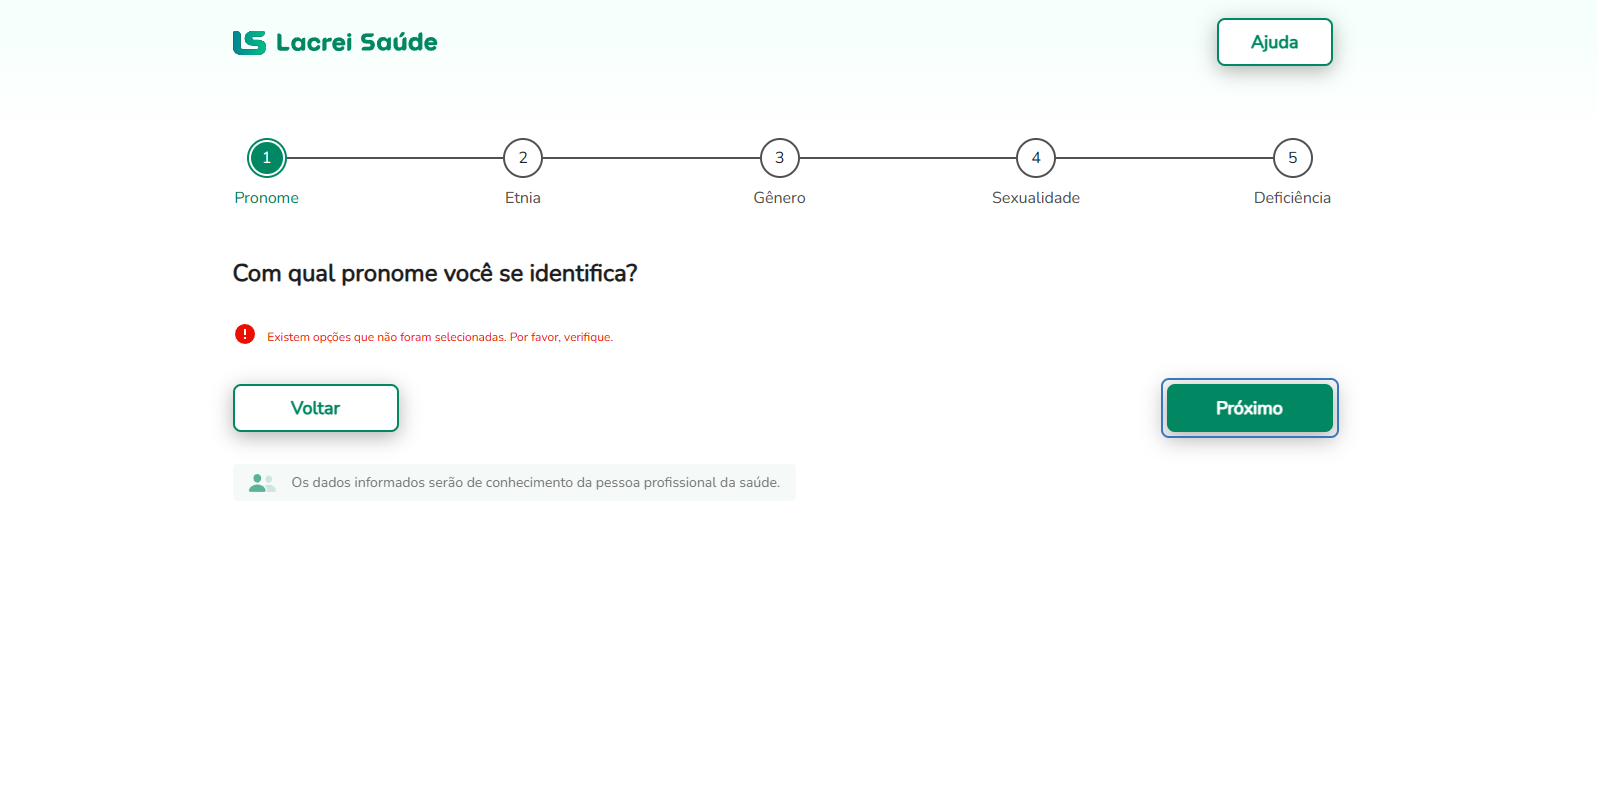 LS Lacrei Saúde
Ajuda
1 2 3 4 5
Pronome Etnia Gênero Sexualidade Deficiência
Com qual pronome você se identifica?
Existem opções que não foram selecionadas. Por favor, verifique.
Voltar Próximo
Os dados informados serão de conhecimento da pessoa profissional da saúde.